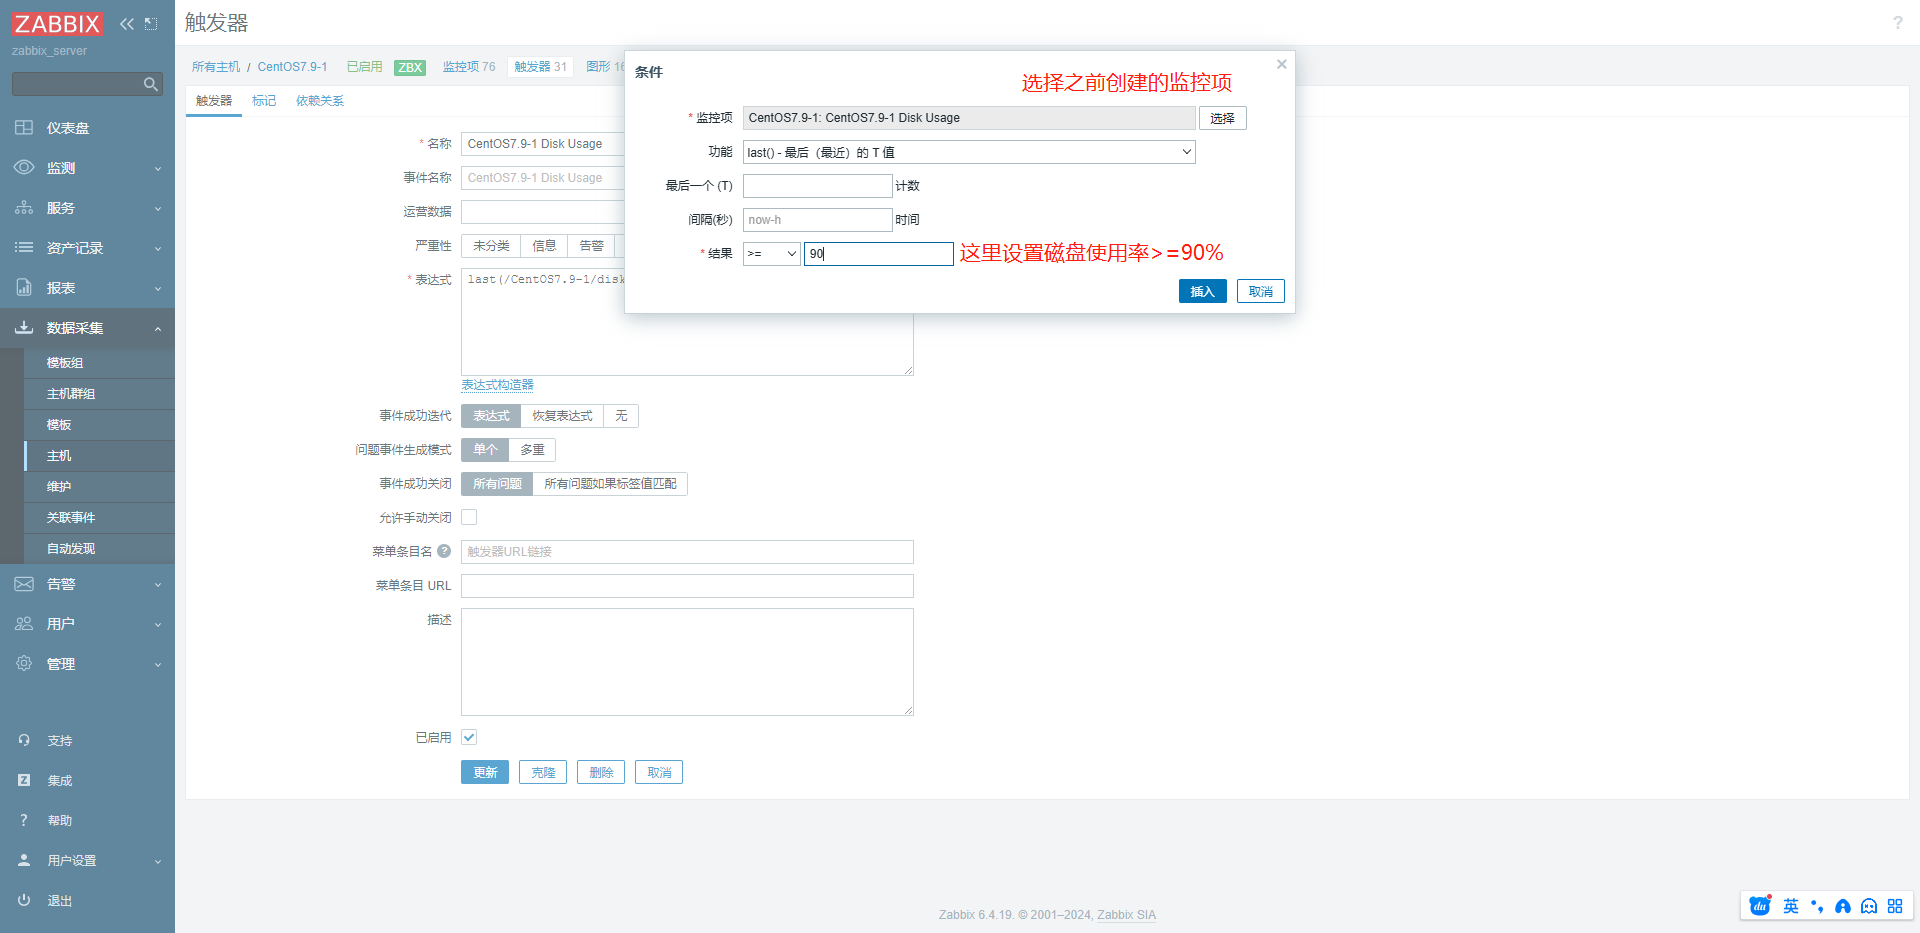 ZABBIX
zabbix_server
仪表盘
监测
服务
资产记录
报表
数据采集
模板组
主机群组
模板
主机
维护
关联事件
自动发现
告警
用户
管理
支持
Z 集成
? 帮助
用户设置
退出
触发器
?
所有主机 / CentOS7.9-1 已启用 ZBX 监控项 76 触发器 31 图形 16
触发器 标记 依赖关系
* 名称 CentOS7.9-1 Disk Usage
事件名称 CentOS7.9-1 Disk Usage
运营数据
严重性 未分类 信息 告警
* 表达式 last(/CentOS7.9-1/disk
表达式构造器
事件成功迭代 表达式 恢复表达式 无
问题事件生成模式 单个 多重
事件成功关闭 所有问题 所有问题如果标签值匹配
允许手动关闭
菜单条目名 ? 触发器URL链接
菜单条目 URL
描述
已启用
更新 克隆 删除 取消
条件
选择之前创建的监控项
* 监控项 CentOS7.9-1: CentOS7.9-1 Disk Usage 选择
功能 last() - 最后（最近）的 T 值
最后一个 (T) 计数
间隔(秒) now-h 时间
* 结果 >= 90 这里设置磁盘使用率>=90%
插入 取消
Zabbix 6.4.19. © 2001–2024, Zabbix SIA
du 英